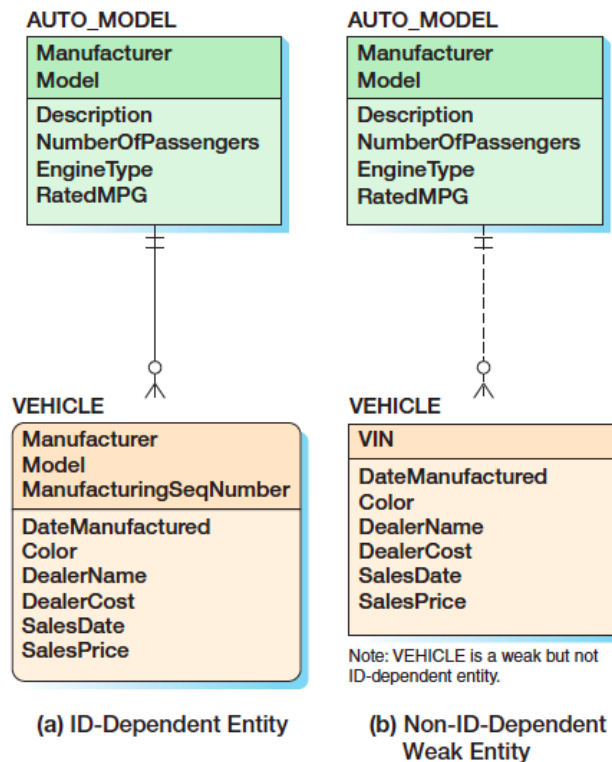 AUTO_MODEL
Manufacturer
Model
Description
NumberOfPassengers
EngineType
RatedMPG
VEHICLE
Manufacturer
Model
ManufacturingSeqNumber
DateManufactured
Color
DealerName
DealerCost
SalesDate
SalesPrice
(a) ID-Dependent Entity
AUTO_MODEL
Manufacturer
Model
Description
NumberOfPassengers
EngineType
RatedMPG
VEHICLE
VIN
DateManufactured
Color
DealerName
DealerCost
SalesDate
SalesPrice
Note: VEHICLE is a weak but not
ID-dependent entity.
(b) Non-ID-Dependent
Weak Entity